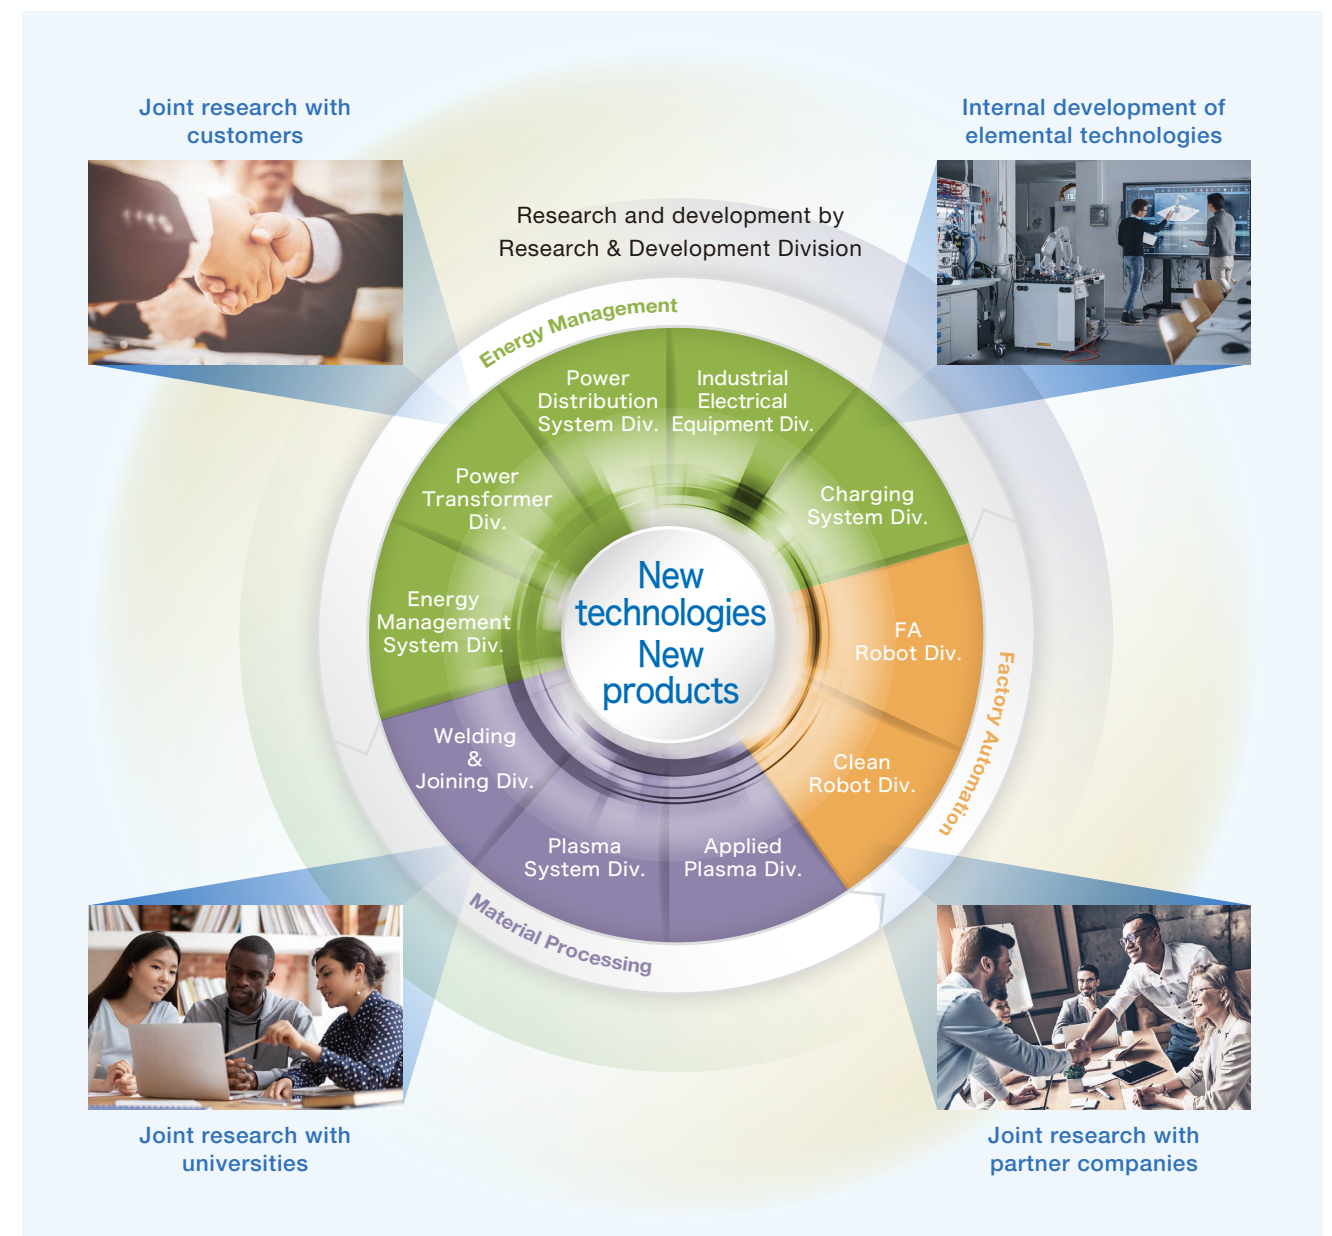 Joint research with
customers
Internal development of
elemental technologies
Research and development by
Research & Development Division
Energy Management
Power
Distribution
System Div.
Industrial
Electrical
Equipment Div.
Power
Transformer
Div.
Charging
System Div.
Energy
Management
System Div.
New
technologies
New
products
FA
Robot Div.
Factory Automation
Clean
Robot Div.
Welding
&
Joining Div.
Plasma
System Div.
Applied
Plasma Div.
Material Processing
Joint research with
universities
Joint research with
partner companies